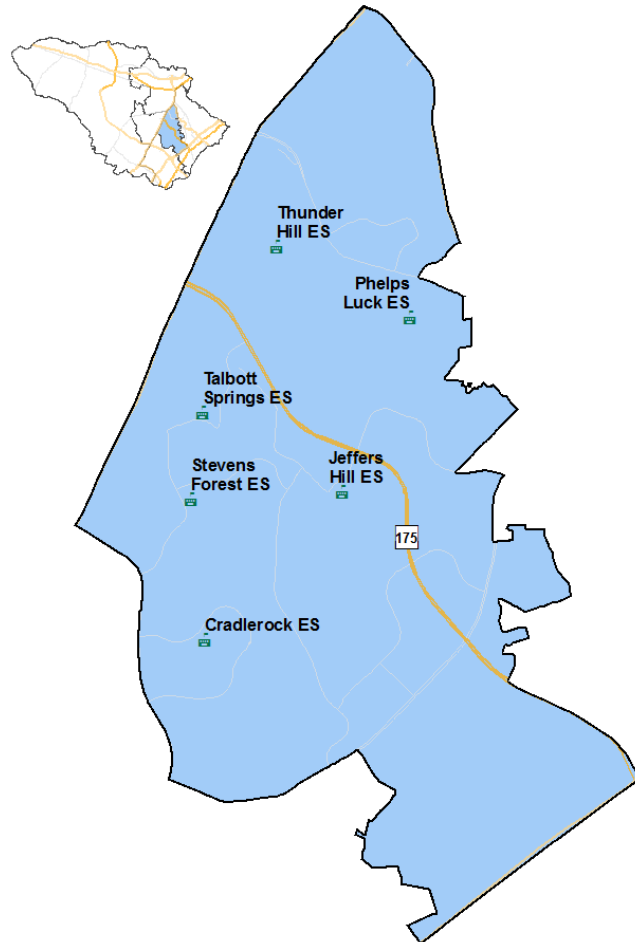 Thunder
Hill ES
Phelps
Luck ES
Talbott
Springs ES
Stevens
Forest ES
Jeffers
Hill ES
175
Cradlerock ES